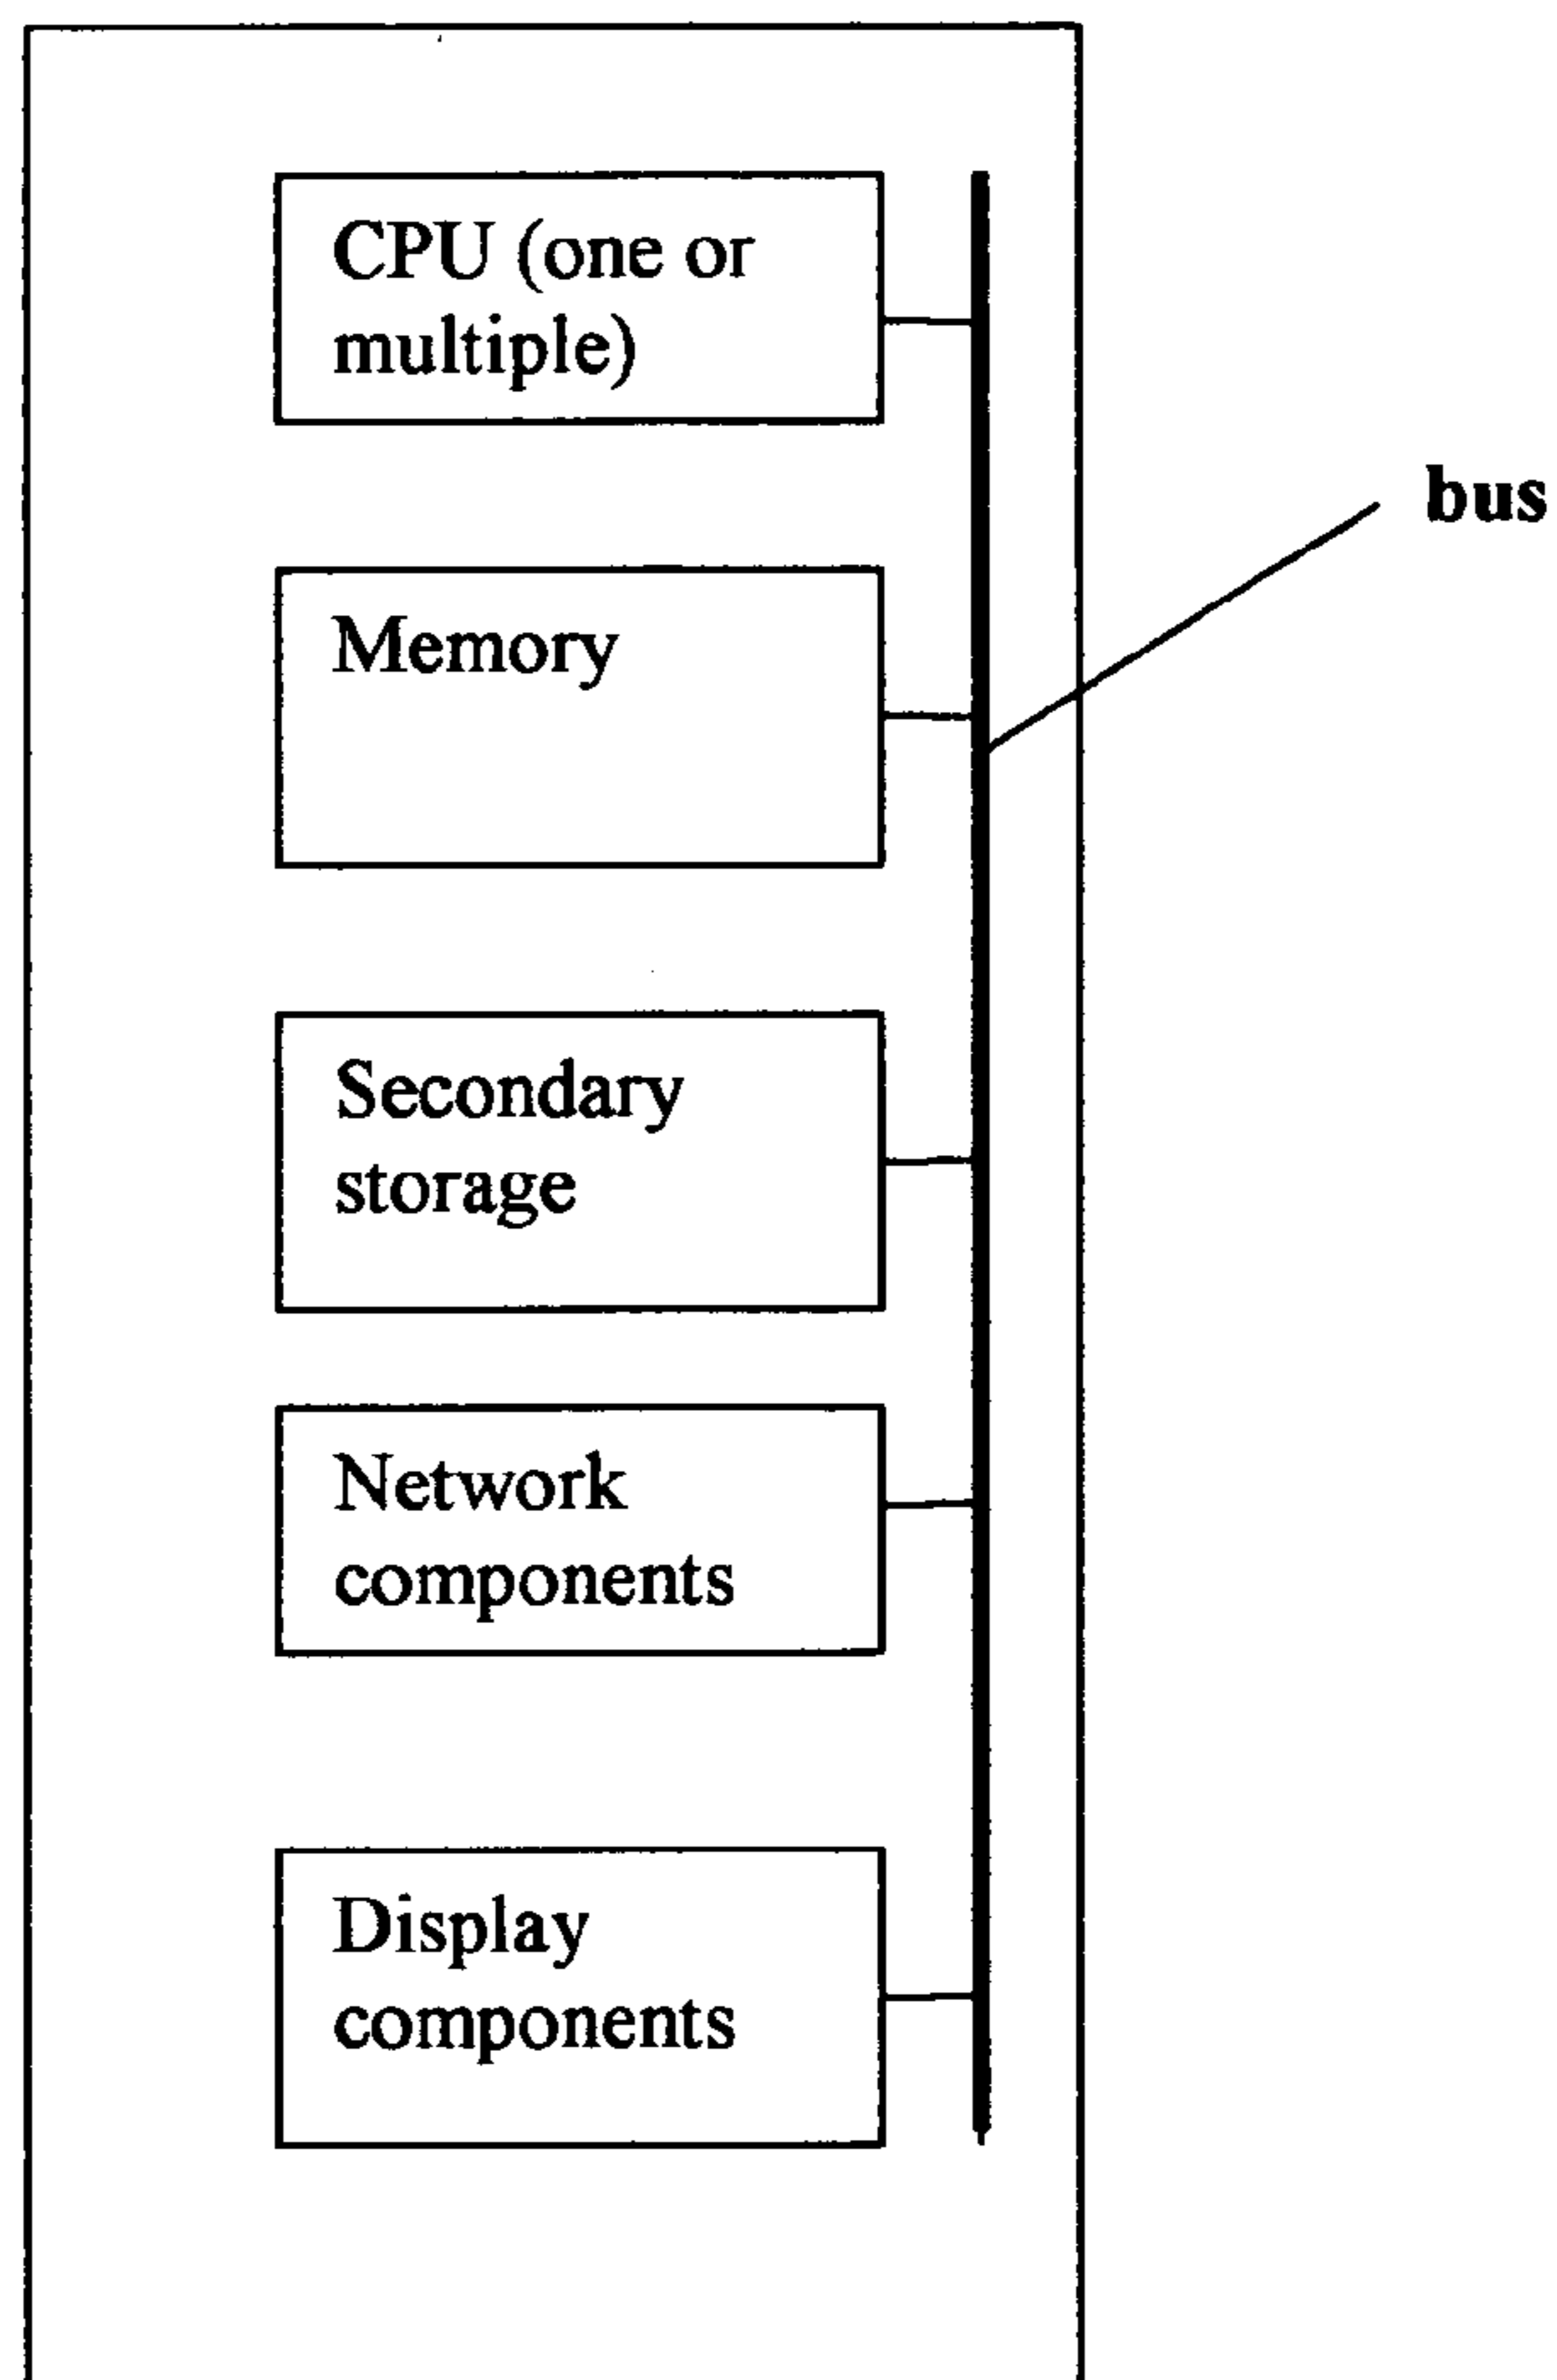 CPU (one or
multiple)
bus
Memory
Secondary
storage
Network
components
Display
components